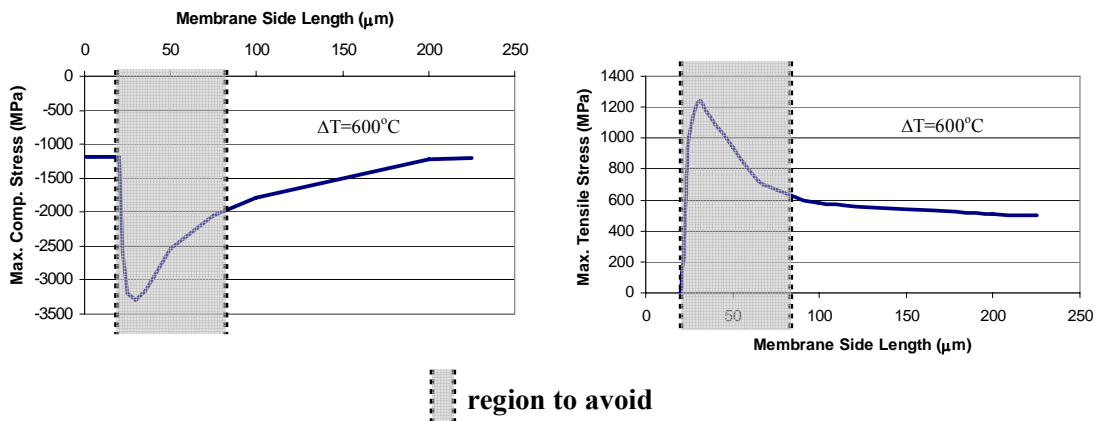 Membrane Side Length (μm)
0 50 100 150 200 250
Max. Comp. Stress (MPa)
0
-500
-1000
-1500
-2000
-2500
-3000
-3500
ΔT=600°C
Max. Tensile Stress (MPa)
1400
1200
1000
800
600
400
200
0
ΔT=600°C
0 50 100 150 200 250
Membrane Side Length (μm)
region to avoid